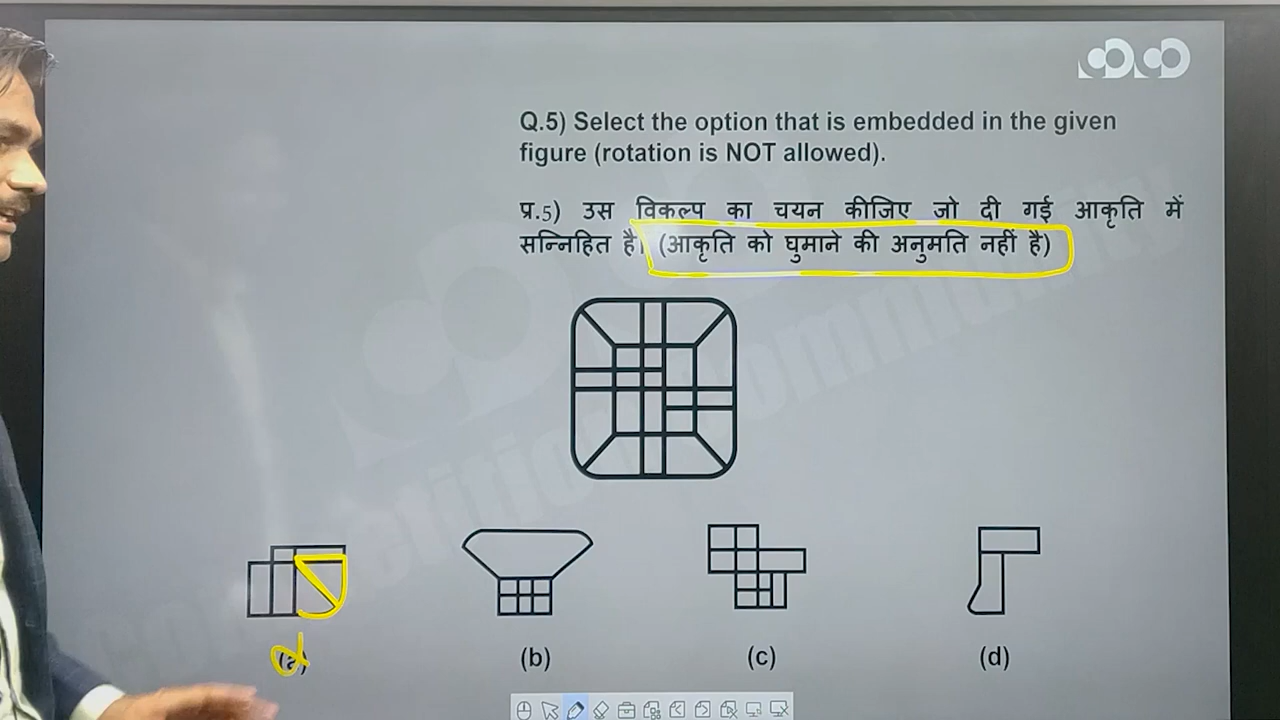 Q.5) Select the option that is embedded in the given
figure (rotation is NOT allowed).
प्र.5) उस विकल्प का चयन कीजिए जो दी गई आकृति में
सन्निहित है। (आकृति को घुमाने की अनुमति नहीं है)
(b) (c) (d)